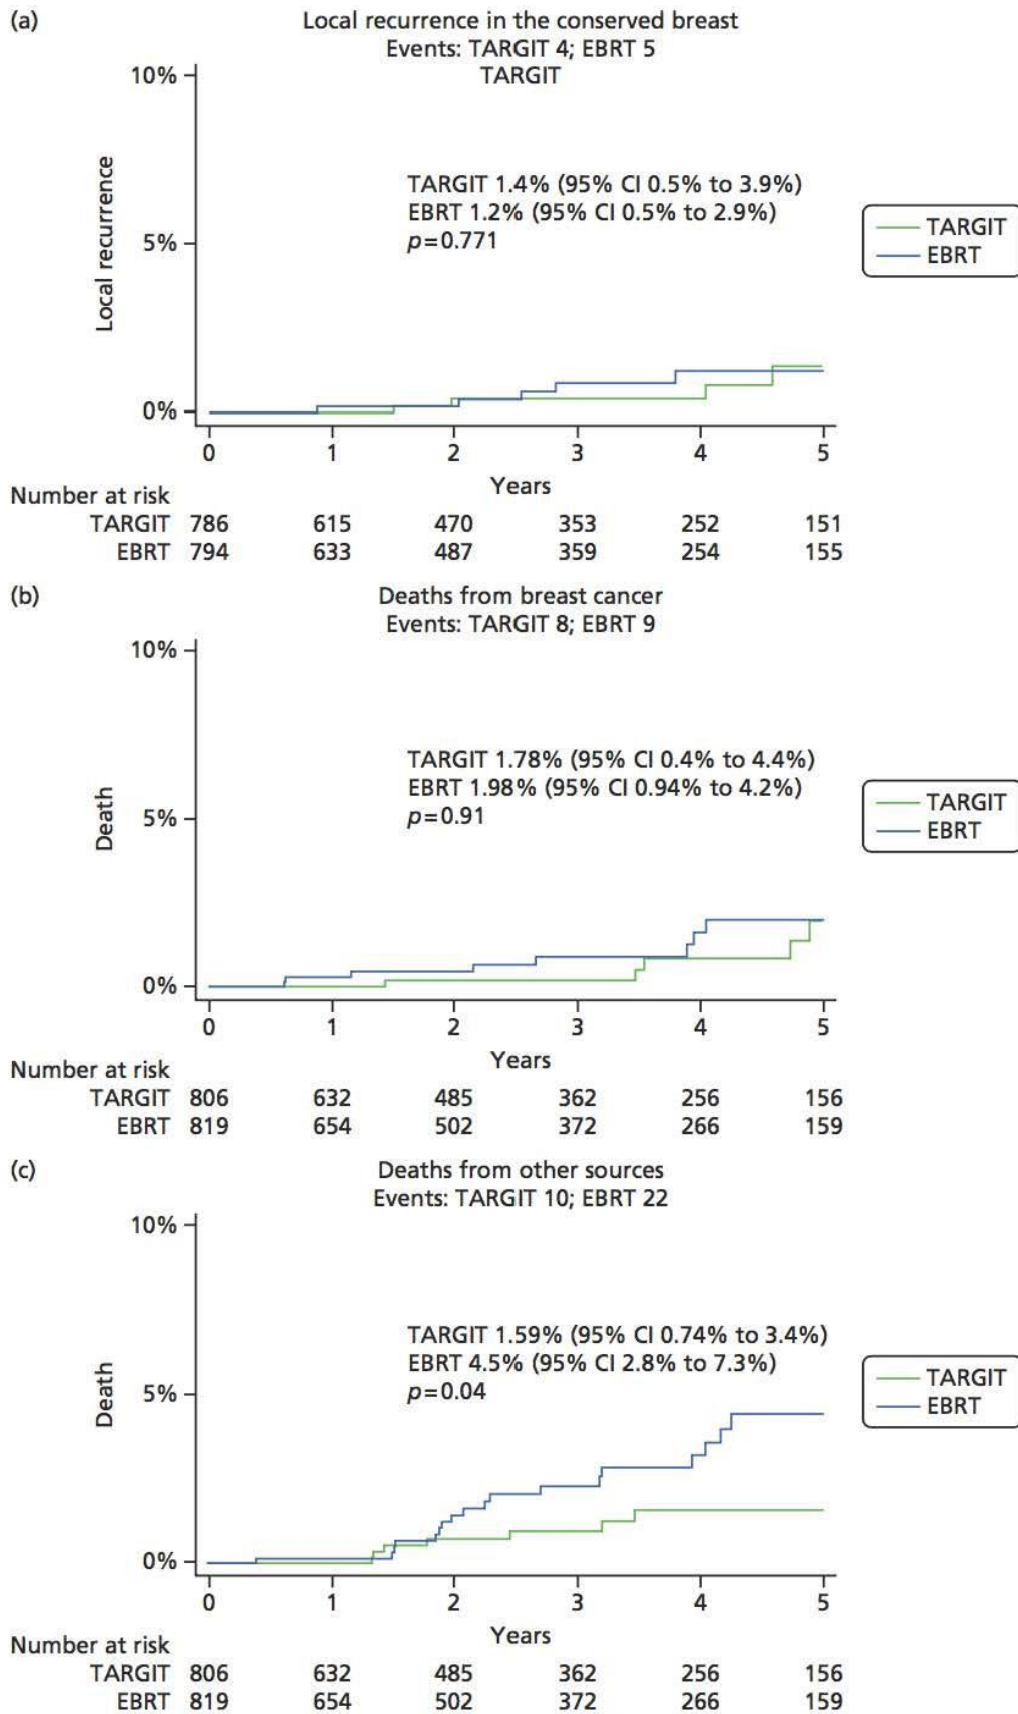 (a)
Local recurrence in the conserved breast
Events: TARGIT 4; EBRT 5
TARGIT
10%
5%
0%
Local recurrence
TARGIT 1.4% (95% CI 0.5% to 3.9%)
EBRT 1.2% (95% CI 0.5% to 2.9%)
p=0.771
TARGIT
EBRT
0 1 2 3 4 5
Years
Number at risk
TARGIT 786 615 470 353 252 151
EBRT 794 633 487 359 254 155
(b)
Deaths from breast cancer
Events: TARGIT 8; EBRT 9
10%
5%
0%
Death
TARGIT 1.78% (95% CI 0.4% to 4.4%)
EBRT 1.98% (95% CI 0.94% to 4.2%)
p=0.91
TARGIT
EBRT
0 1 2 3 4 5
Years
Number at risk
TARGIT 806 632 485 362 256 156
EBRT 819 654 502 372 266 159
(c)
Deaths from other sources
Events: TARGIT 10; EBRT 22
10%
5%
0%
Death
TARGIT 1.59% (95% CI 0.74% to 3.4%)
EBRT 4.5% (95% CI 2.8% to 7.3%)
p=0.04
TARGIT
EBRT
0 1 2 3 4 5
Years
Number at risk
TARGIT 806 632 485 362 256 156
EBRT 819 654 502 372 266 159